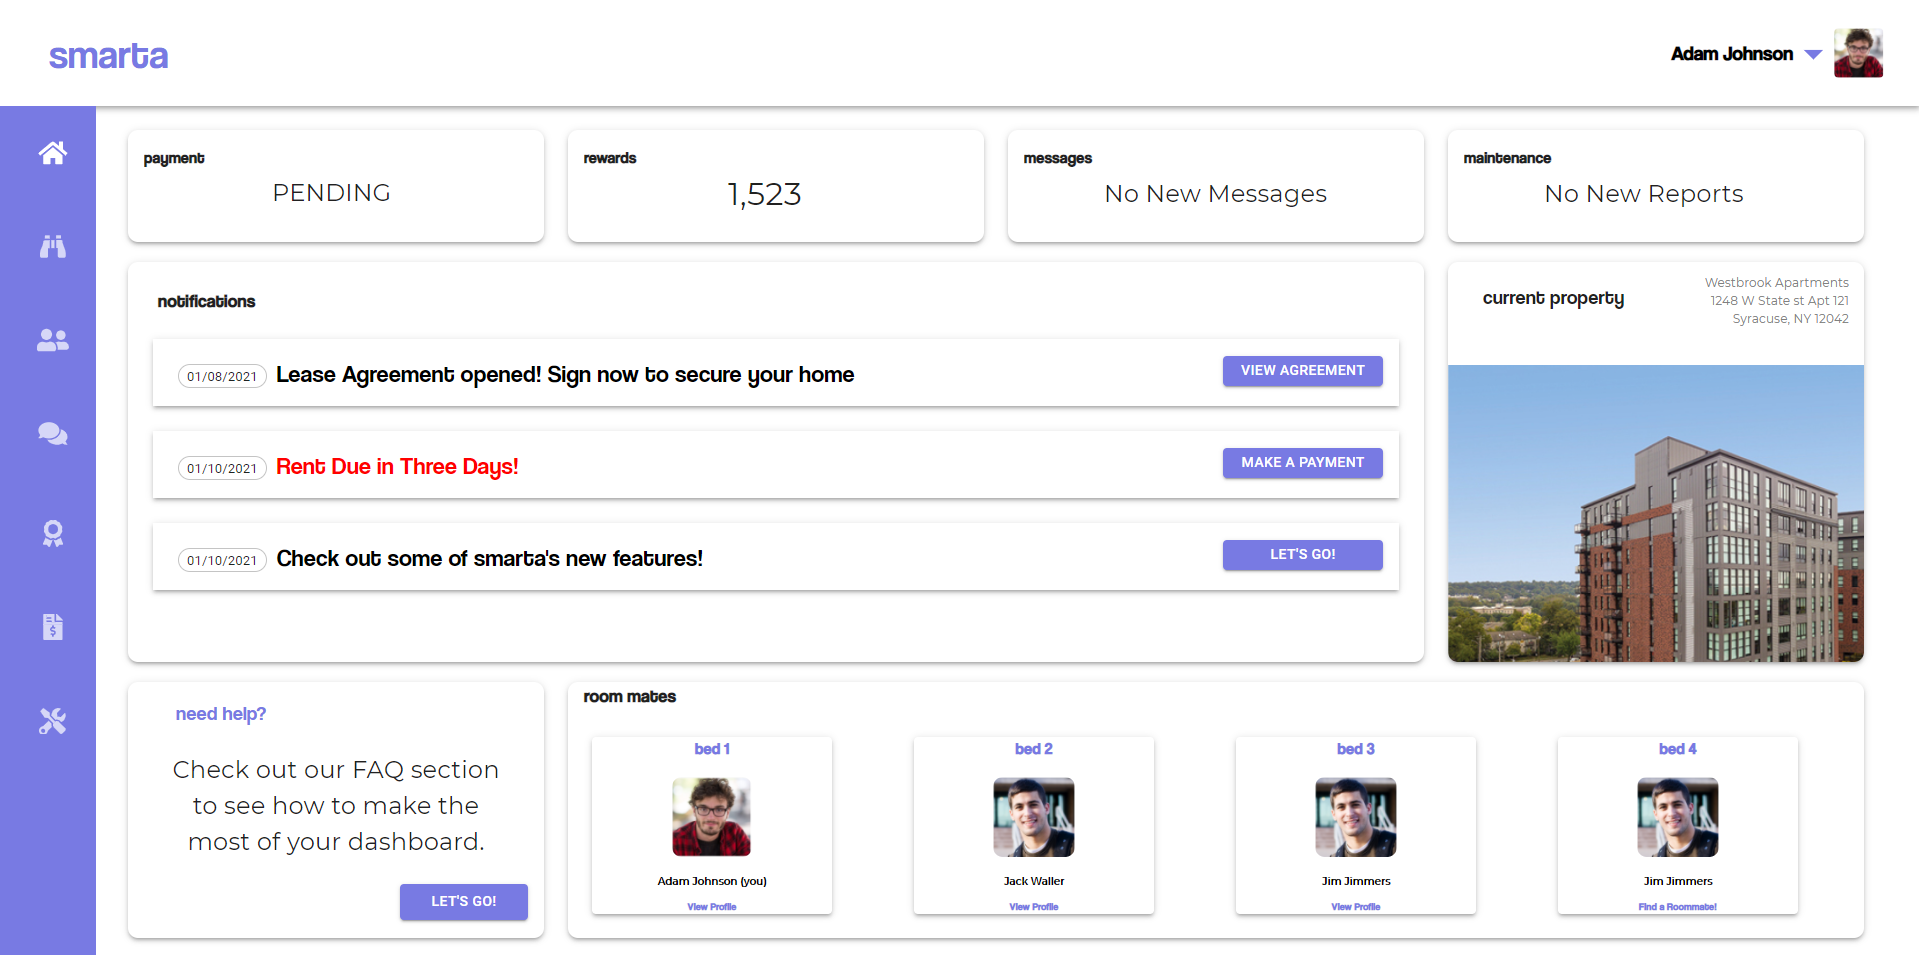 smarta
Adam Johnson
payment
PENDING
rewards
1,523
messages
No New Messages
maintenance
No New Reports
notifications
01/08/2021 Lease Agreement opened! Sign now to secure your home
VIEW AGREEMENT
01/10/2021 Rent Due in Three Days!
MAKE A PAYMENT
01/10/2021 Check out some of smarta's new features!
LET'S GO!
current property
Westbrook Apartments
1248 W State st Apt 121
Syracuse, NY 12042
need help?
Check out our FAQ section
to see how to make the
most of your dashboard.
LET'S GO!
room mates
bed 1
Adam Johnson (you)
View Profile
bed 2
Jack Waller
View Profile
bed 3
Jim Jimmers
View Profile
bed 4
Jim Jimmers
Find a Roommate!